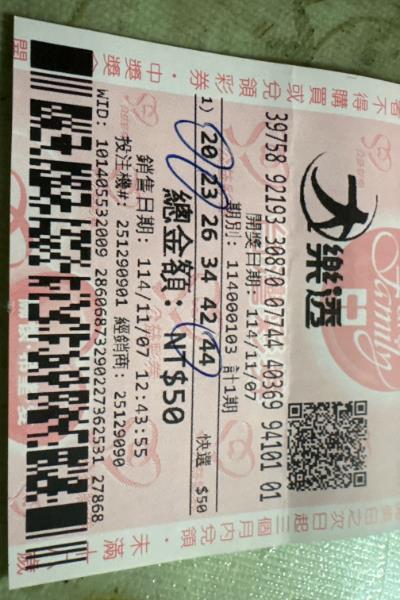 大樂透
39758 92193 30870 07744 40369 94101 01
開獎日期: 114/11/07
期別: 114000103 計1期
1) 20 23 26 34 42 44 快選 $50
總金額: NT$50
銷售日期: 114/11/07 12:43:55
投注機#: 251290901 經銷商: 25129090
WID: 101405532009 28606873290227362531 27868